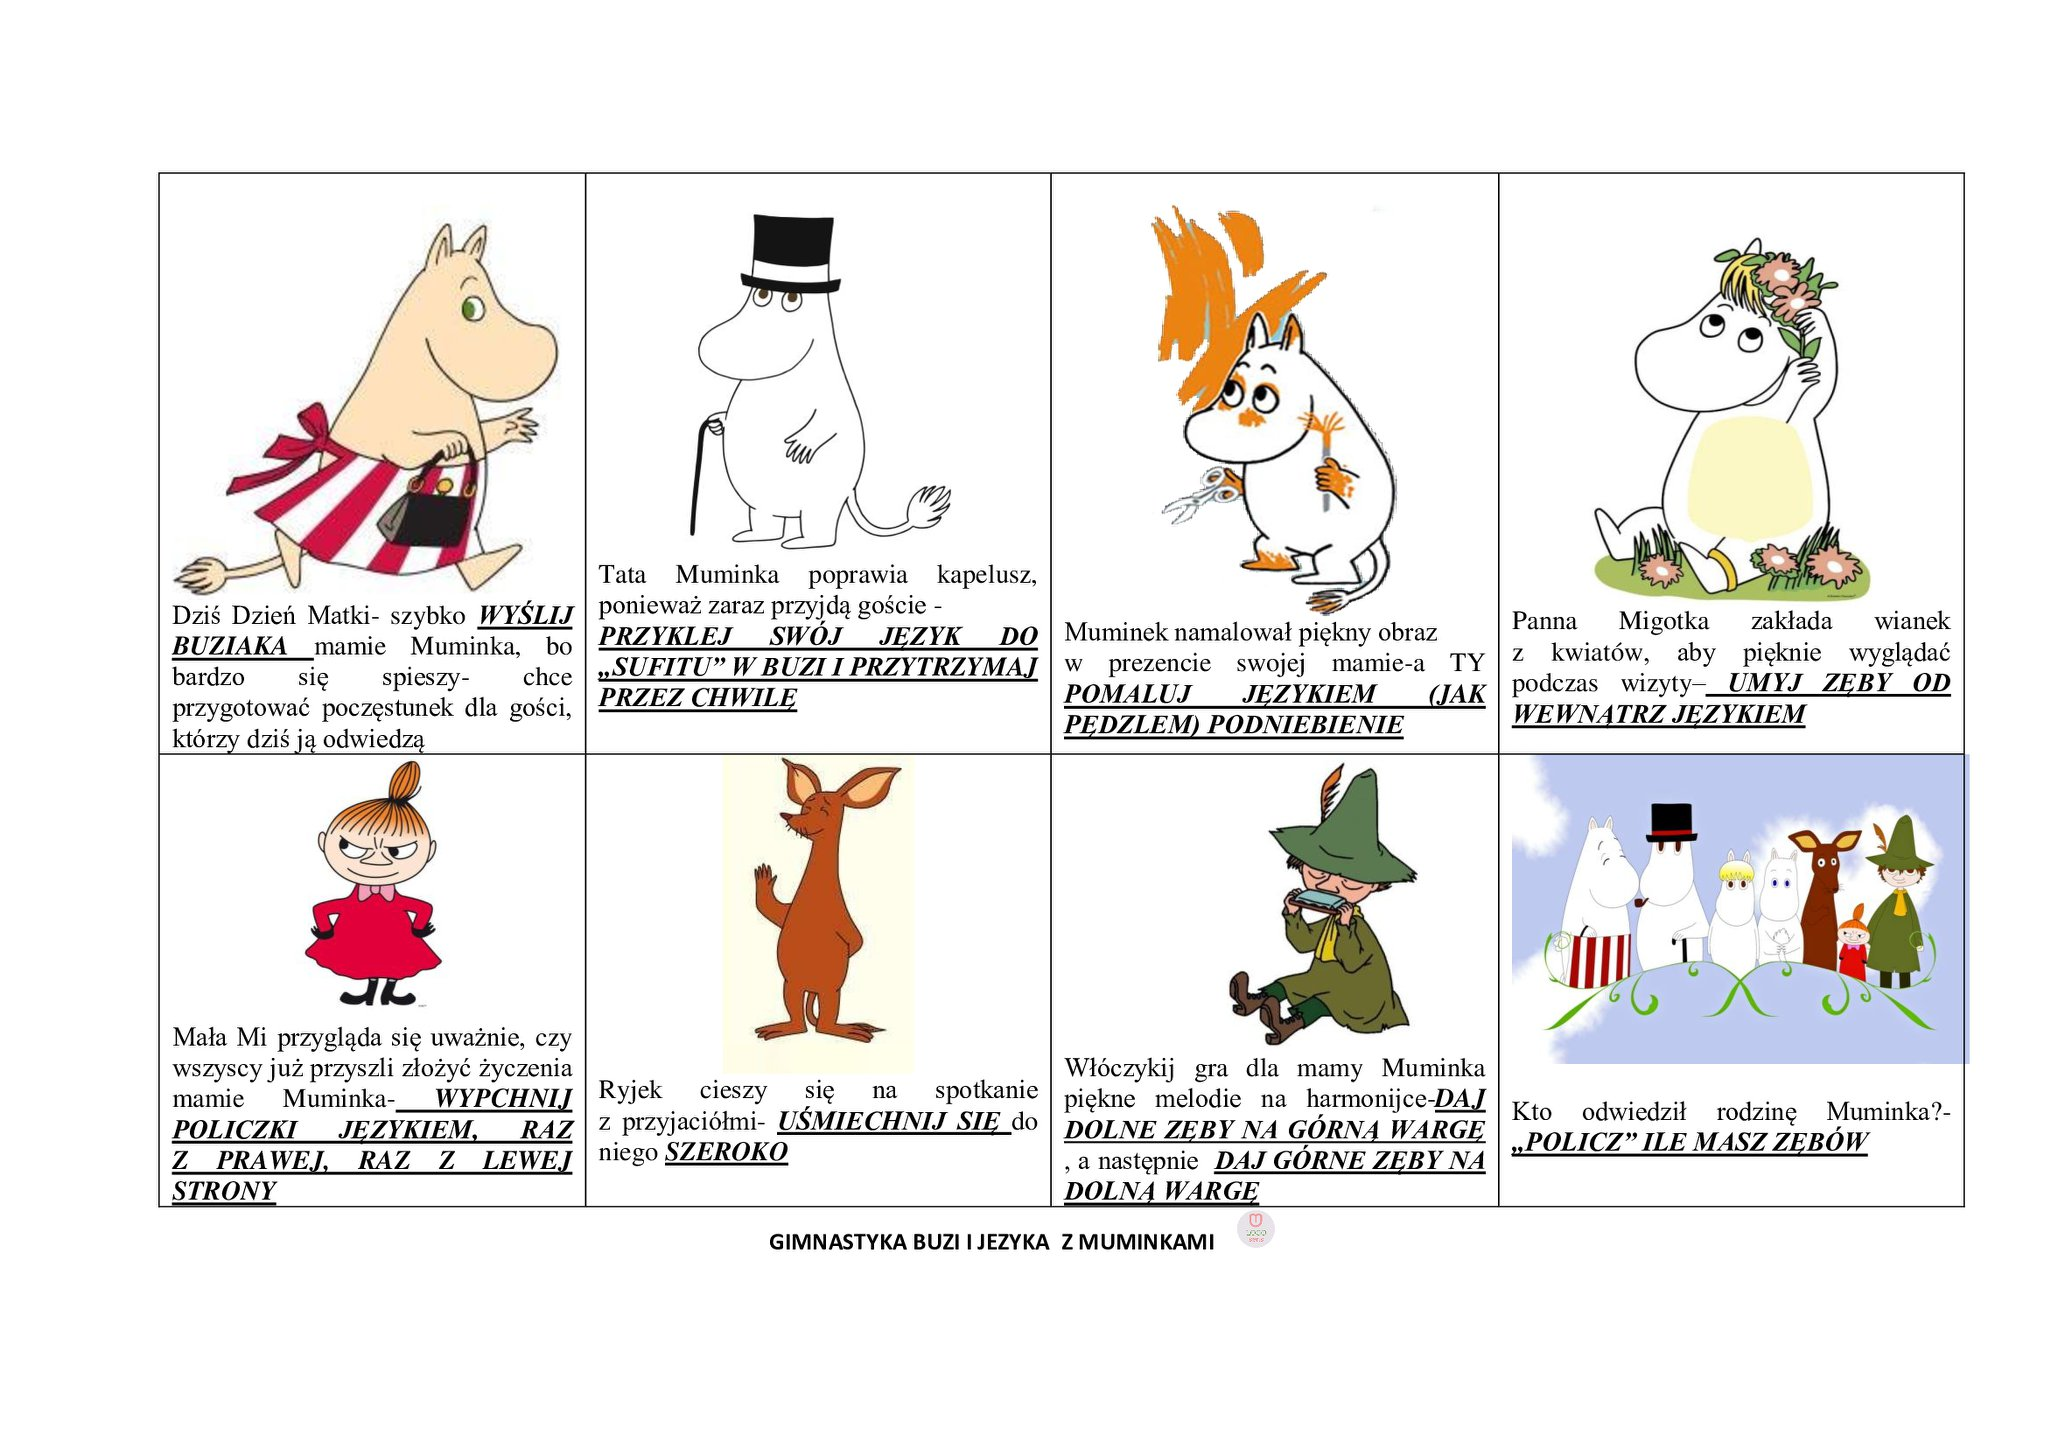 Dziś Dzień Matki- szybko WYŚLIJ
BUZIAKA mamie Muminka, bo
bardzo się spieszy- chce
przygotować poczęstunek dla gości,
którzy dziś ją odwiedzą
Tata Muminka poprawia kapelusz,
ponieważ zaraz przyjdą goście -
PRZYKLEJ SWÓJ JĘZYK DO
„SUFITU” W BUZI I PRZYTRZYMAJ
PRZEZ CHWILĘ
Muminek namalował piękny obraz
w prezencie swojej mamie-a TY
POMALUJ JĘZYKIEM (JAK
PĘDZLEM) PODNIEBIENIE
Panna Migotka zakłada wianek
z kwiatów, aby pięknie wyglądać
podczas wizyty– UMYJ ZĘBY OD
WEWNĄTRZ JĘZYKIEM
Mała Mi przygląda się uważnie, czy
wszyscy już przyszli złożyć życzenia
mamie Muminka- WYPCHNIJ
POLICZKI JĘZYKIEM, RAZ
Z PRAWEJ, RAZ Z LEWEJ
STRONY
Ryjek cieszy się na spotkanie
z przyjaciółmi- UŚMIECHNIJ SIĘ do
niego SZEROKO
Włóczykij gra dla mamy Muminka
piękne melodie na harmonijce-DAJ
DOLNE ZĘBY NA GÓRNĄ WARGĘ
, a następnie DAJ GÓRNE ZĘBY NA
DOLNĄ WARGĘ
Kto odwiedził rodzinę Muminka?-
„POLICZ” ILE MASZ ZĘBÓW
GIMNASTYKA BUZI I JEZYKA Z MUMINKAMI
LOGO